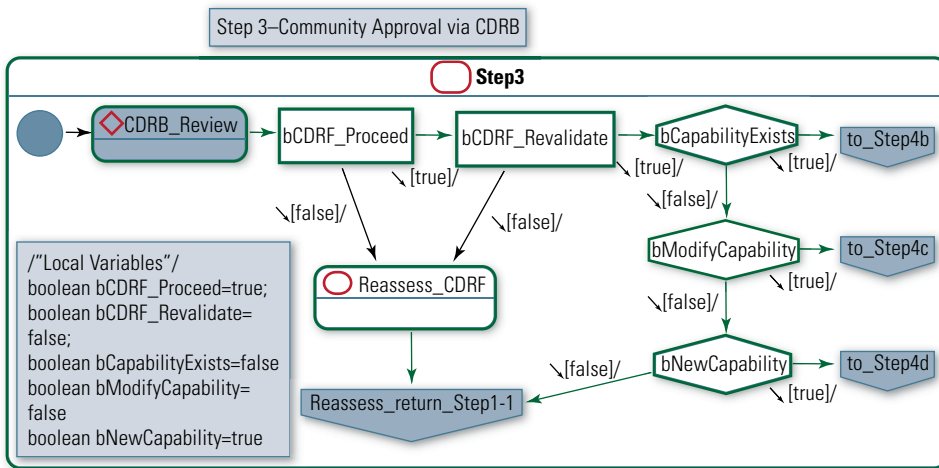 Step 3–Community Approval via CDRB
Step3
CDRB_Review
bCDRF_Proceed
bCDRF_Revalidate
bCapabilityExists
to_Step4b
[true]/
[true]/
[true]/
[false]/
[false]/
[false]/
bModifyCapability
to_Step4c
[true]/
[false]/
Reassess_CDRF
/"Local Variables"/
boolean bCDRF_Proceed=true;
boolean bCDRF_Revalidate=
false;
boolean bCapabilityExists=false
boolean bModifyCapability=
false
boolean bNewCapability=true
bNewCapability
to_Step4d
[false]/
[true]/
Reassess_return_Step1-1